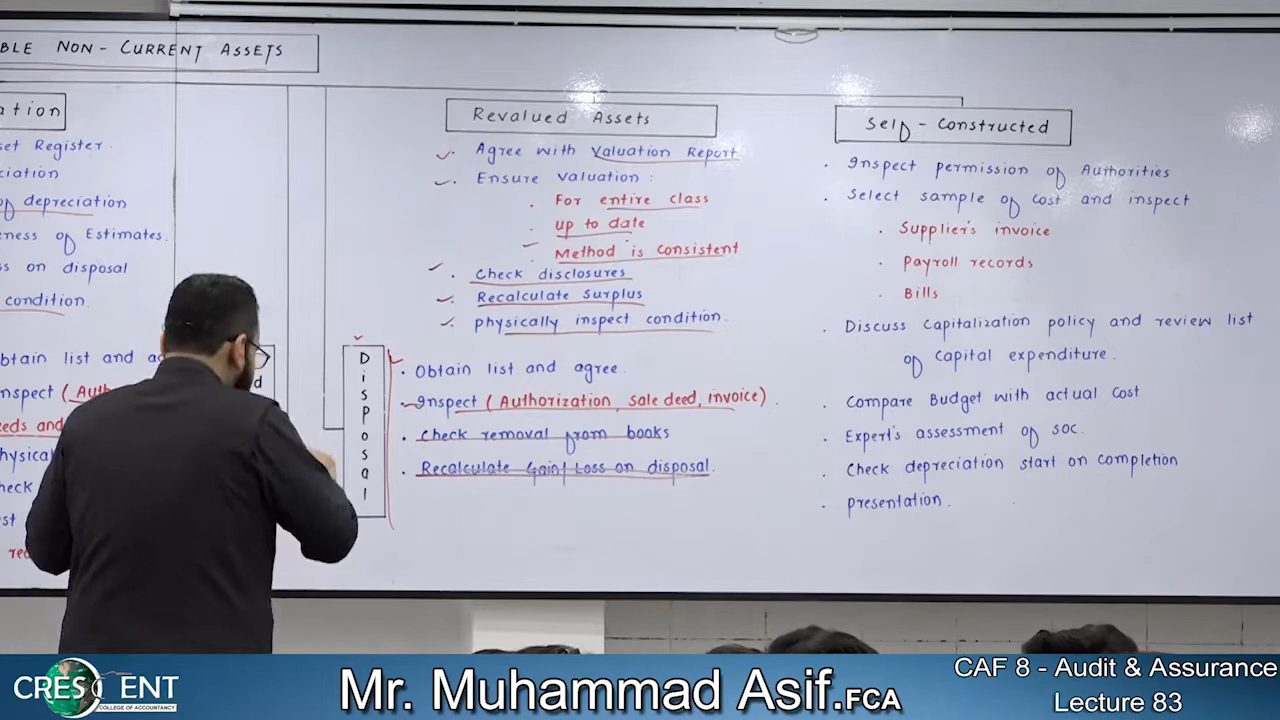 BLE NON-CURRENT ASSETS
ation
set Register.
ciation
of depreciation
eness of Estimates.
ss on disposal
condition.
btain list and
nspect (
eeds and
hysical
heck
d
Revalued Assets
. Agree with Valuation Report
. Ensure Valuation :
. For entire class
. up to date
. Method is consistent
. Check disclosures
. Recalculate Surplus
. physically inspect condition.
Disposal
. Obtain list and agree.
. Inspect (Authorization, sale deed, invoice).
. Check removal from books
. Recalculate Gain/Loss on disposal.
Self-Constructed
. Inspect permission of Authorities
. Select sample of cost and inspect
. Supplier's invoice
. Payroll records
. Bills
. Discuss Capitalization policy and review list
of capital expenditure.
. Compare Budget with actual cost
. Expert's assessment of soc.
. Check depreciation start on completion
. presentation.
CRESCENT
COLLEGE OF ACCOUNTANCY
Mr. Muhammad Asif.FCA
CAF 8 - Audit & Assurance
Lecture 83